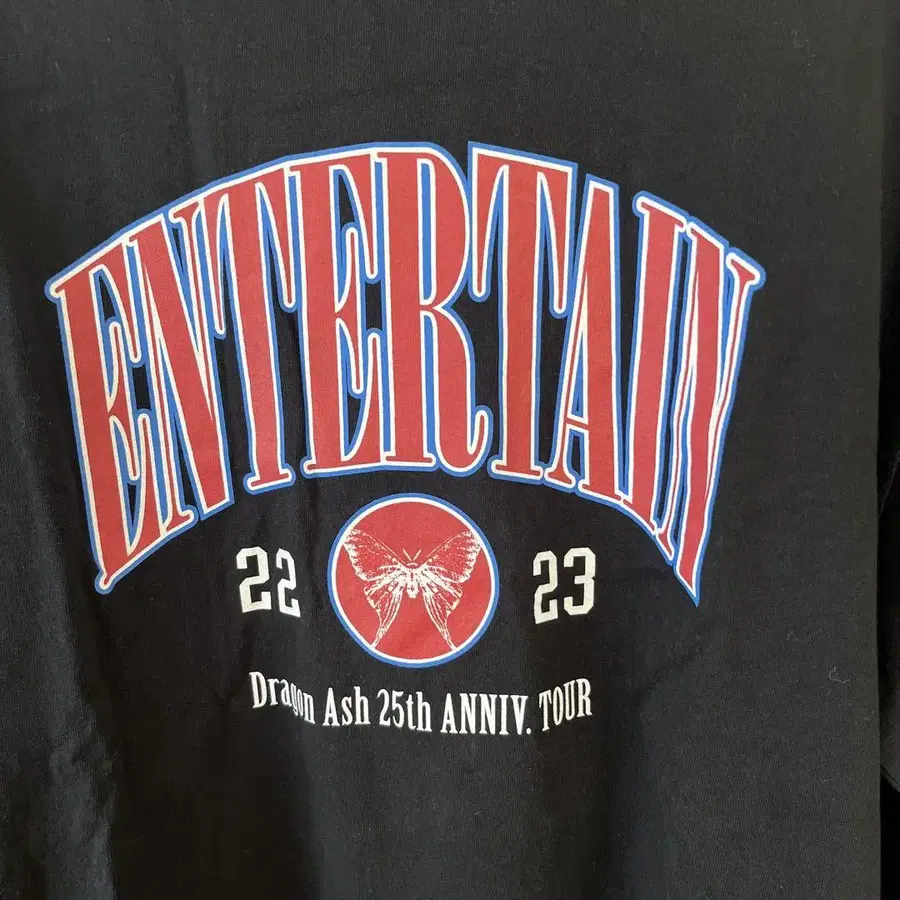 ENTERTAIN
22 23
Dragon Ash 25th ANNIV. TOUR